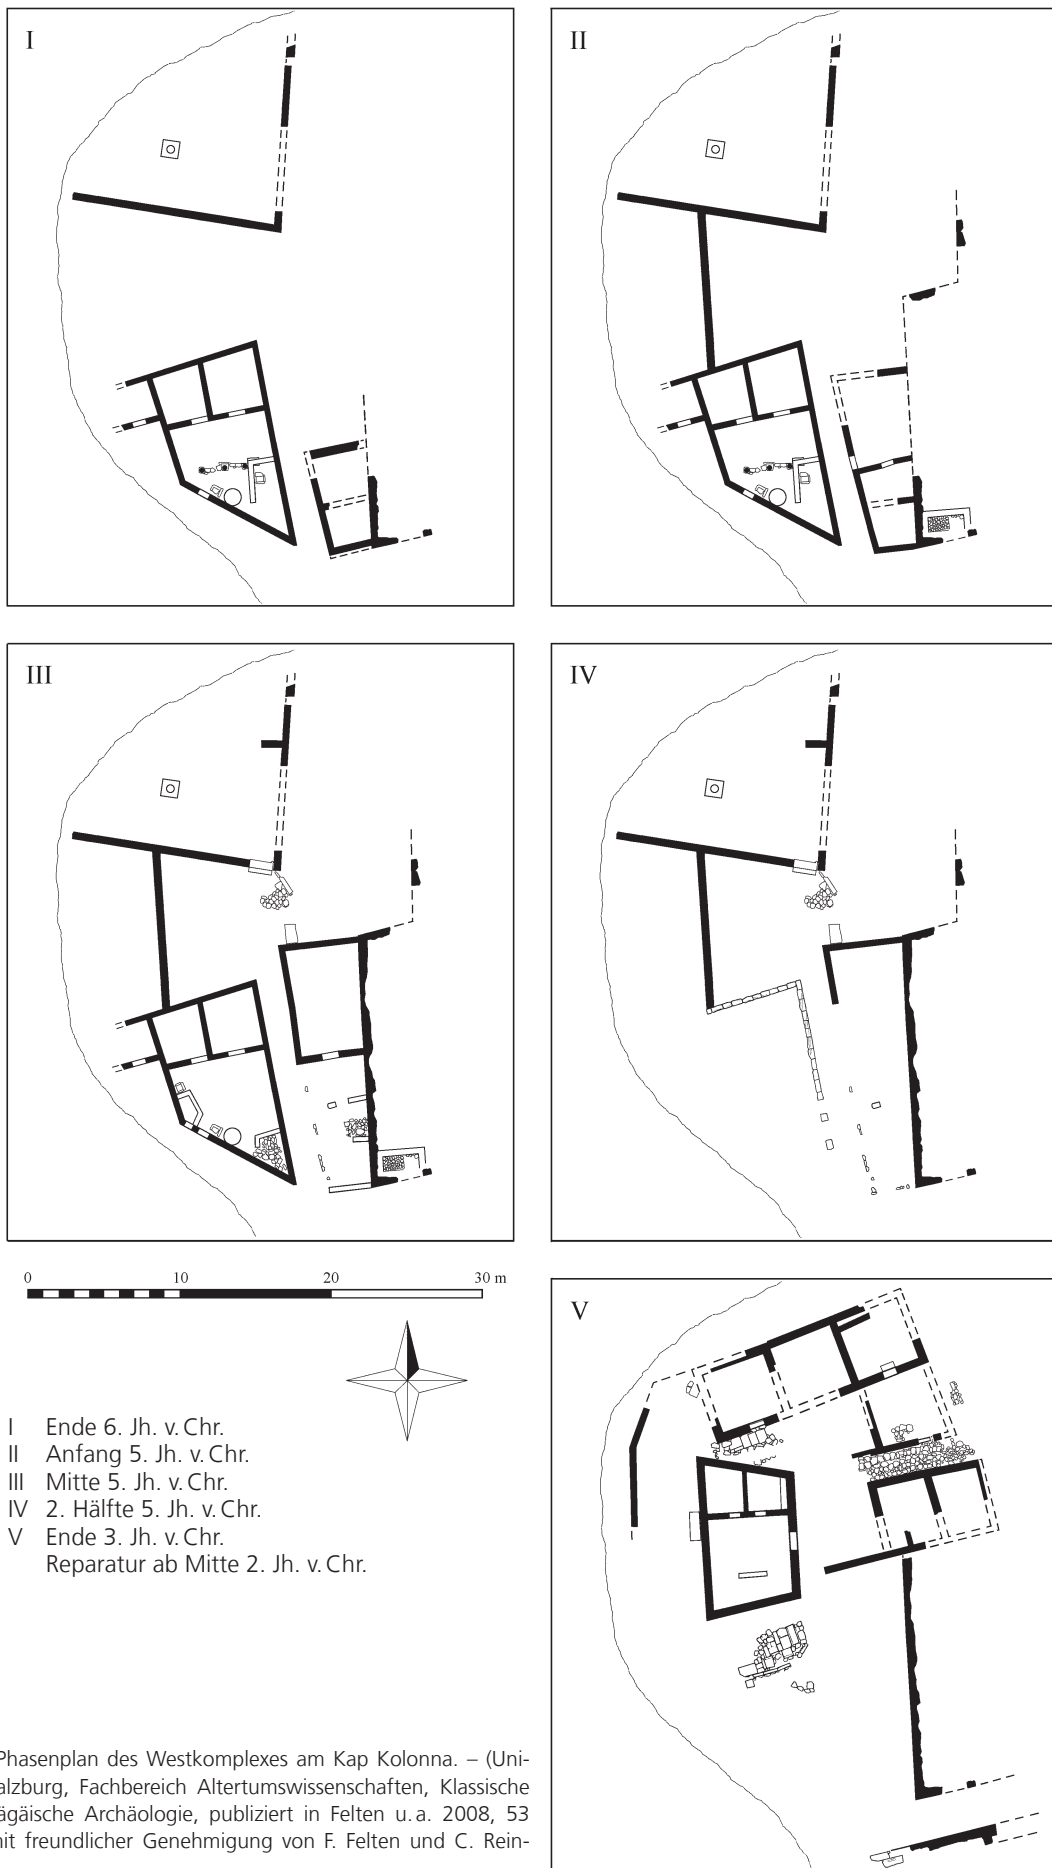 I
II
III
IV
0 10 20 30 m
V
I Ende 6. Jh. v. Chr.
II Anfang 5. Jh. v. Chr.
III Mitte 5. Jh. v. Chr.
IV 2. Hälfte 5. Jh. v. Chr.
V Ende 3. Jh. v. Chr.
Reparatur ab Mitte 2. Jh. v. Chr.
Phasenplan des Westkomplexes am Kap Kolonna. – (Uni-
alzburg, Fachbereich Altertumswissenschaften, Klassische
ägäische Archäologie, publiziert in Felten u. a. 2008, 53
nit freundlicher Genehmigung von F. Felten und C. Rein-